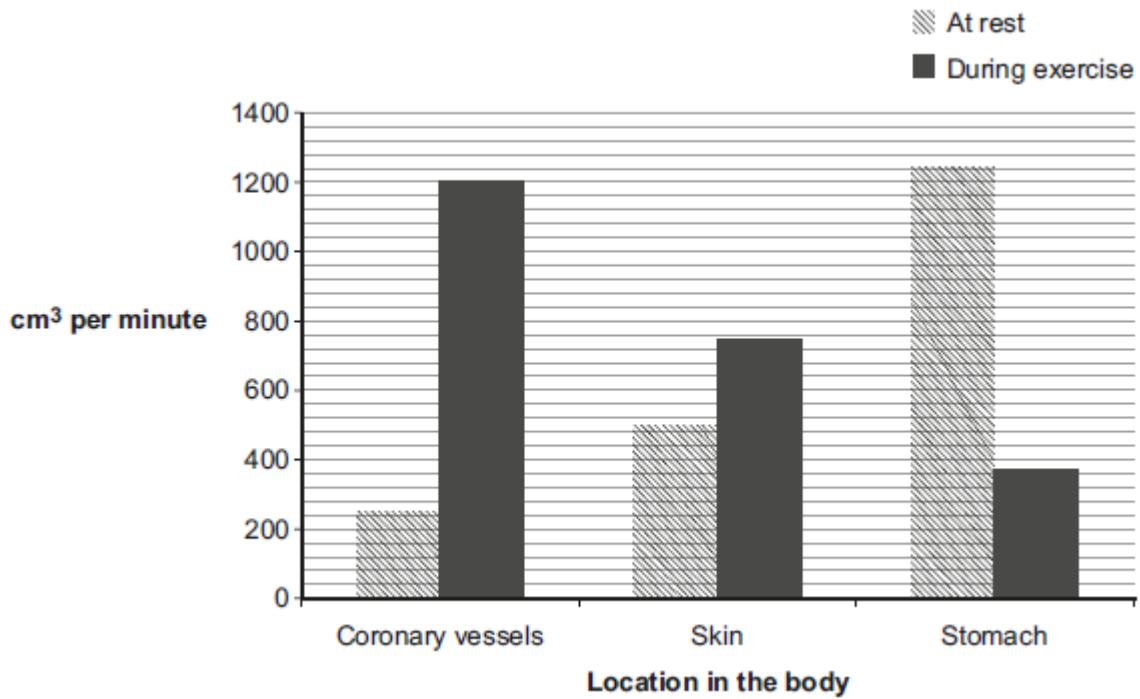 At rest
During exercise
1400
1200
1000
800
600
400
200
0
cm³ per minute
Coronary vessels Skin Stomach
Location in the body